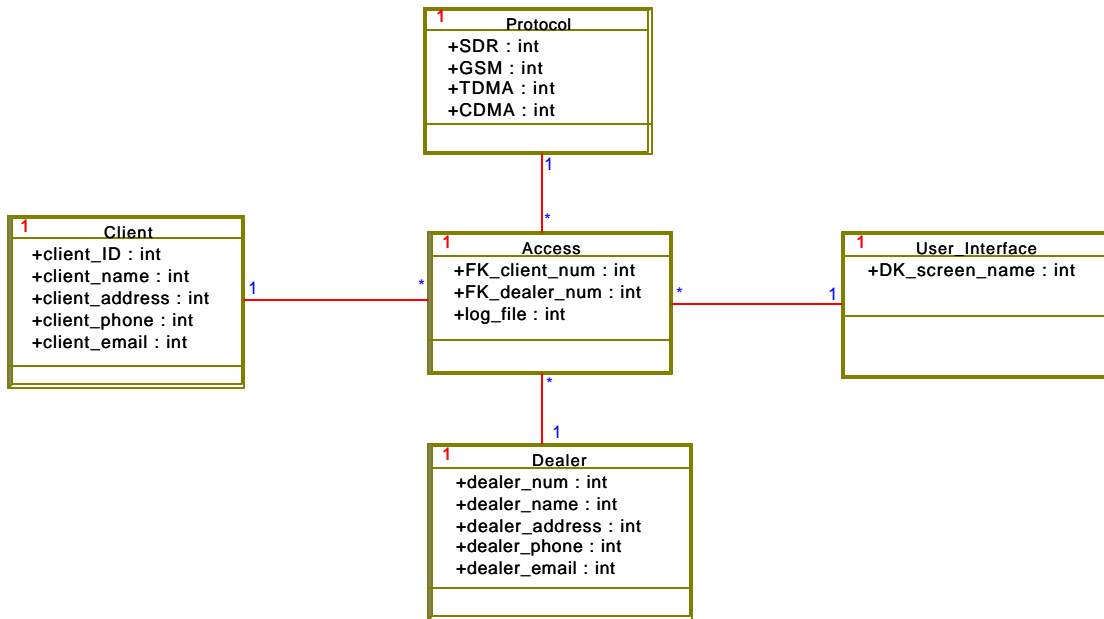 1
Protocol
+SDR : int
+GSM : int
+TDMA : int
+CDMA : int
1
*
1
Client
+client_ID : int
+client_name : int
+client_address : int
+client_phone : int
+client_email : int
1
*
1
Access
+FK_client_num : int
+FK_dealer_num : int
+log_file : int
*
1
1
User_Interface
+DK_screen_name : int
*
1
1
Dealer
+dealer_num : int
+dealer_name : int
+dealer_address : int
+dealer_phone : int
+dealer_email : int